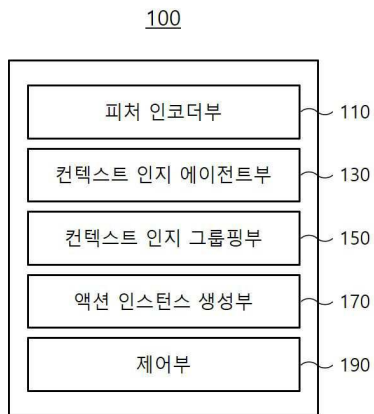 100
피처 인코더부 110
컨텍스트 인지 에이전트부 130
컨텍스트 인지 그룹핑부 150
액션 인스턴스 생성부 170
제어부 190